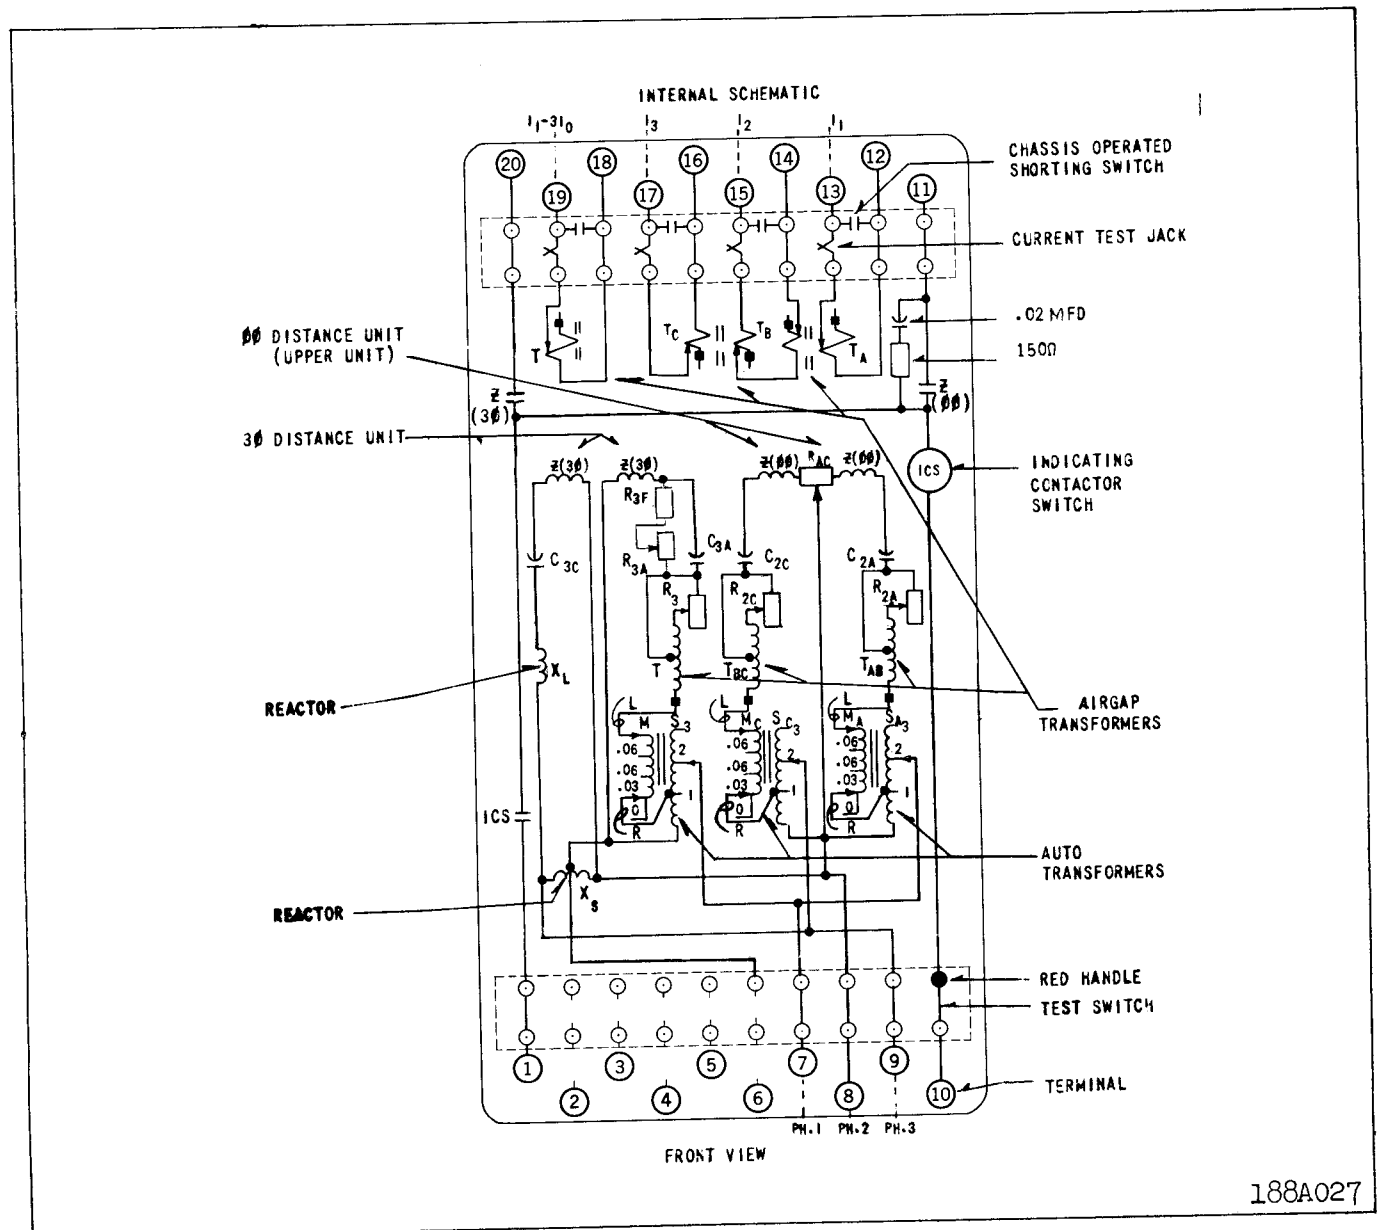 INTERNAL SCHEMATIC
I1-3I0 I3 I2 I1
20 18 16 14 12
19 17 15 13 11
CHASSIS OPERATED
SHORTING SWITCH
CURRENT TEST JACK
.02 MFD
150Ω
ØØ DISTANCE UNIT
(UPPER UNIT)
T TC TB TA
Z
(3Ø)
Z
(ØØ)
3Ø DISTANCE UNIT
Z(3Ø) Z(3Ø) Z(ØØ) RAC Z(ØØ)
ICS
INDICATING
CONTACTOR
SWITCH
R3F
C3C R3A C3A C2C C2A
R3 R2C R2A
XL T TBC TAB
REACTOR
AIRGAP
TRANSFORMERS
L M S3 L MC SC3 L MA SA3
.06 2 .06 2 .06 2
.06 .06 .06
.03 1 .03 1 .03 1
0 0 0
R R R
ICS
AUTO
TRANSFORMERS
XS
REACTOR
RED HANDLE
TEST SWITCH
1 3 5 7 9
2 4 6 8 10
TERMINAL
PH.1 PH.2 PH.3
FRONT VIEW
188A027